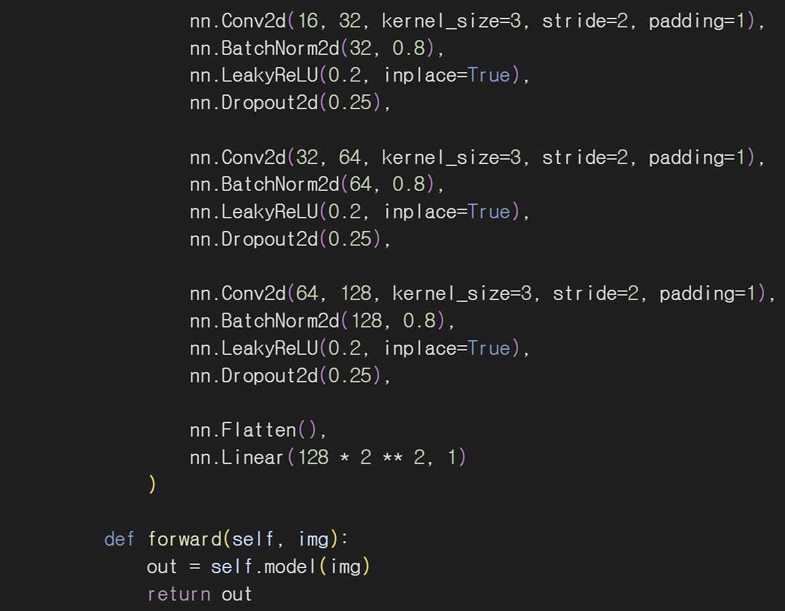 nn.Conv2d(16, 32, kernel_size=3, stride=2, padding=1),
nn.BatchNorm2d(32, 0.8),
nn.LeakyReLU(0.2, inplace=True),
nn.Dropout2d(0.25),
nn.Conv2d(32, 64, kernel_size=3, stride=2, padding=1),
nn.BatchNorm2d(64, 0.8),
nn.LeakyReLU(0.2, inplace=True),
nn.Dropout2d(0.25),
nn.Conv2d(64, 128, kernel_size=3, stride=2, padding=1),
nn.BatchNorm2d(128, 0.8),
nn.LeakyReLU(0.2, inplace=True),
nn.Dropout2d(0.25),
nn.Flatten(),
nn.Linear(128 * 2 ** 2, 1)
)
def forward(self, img):
out = self.model(img)
return out